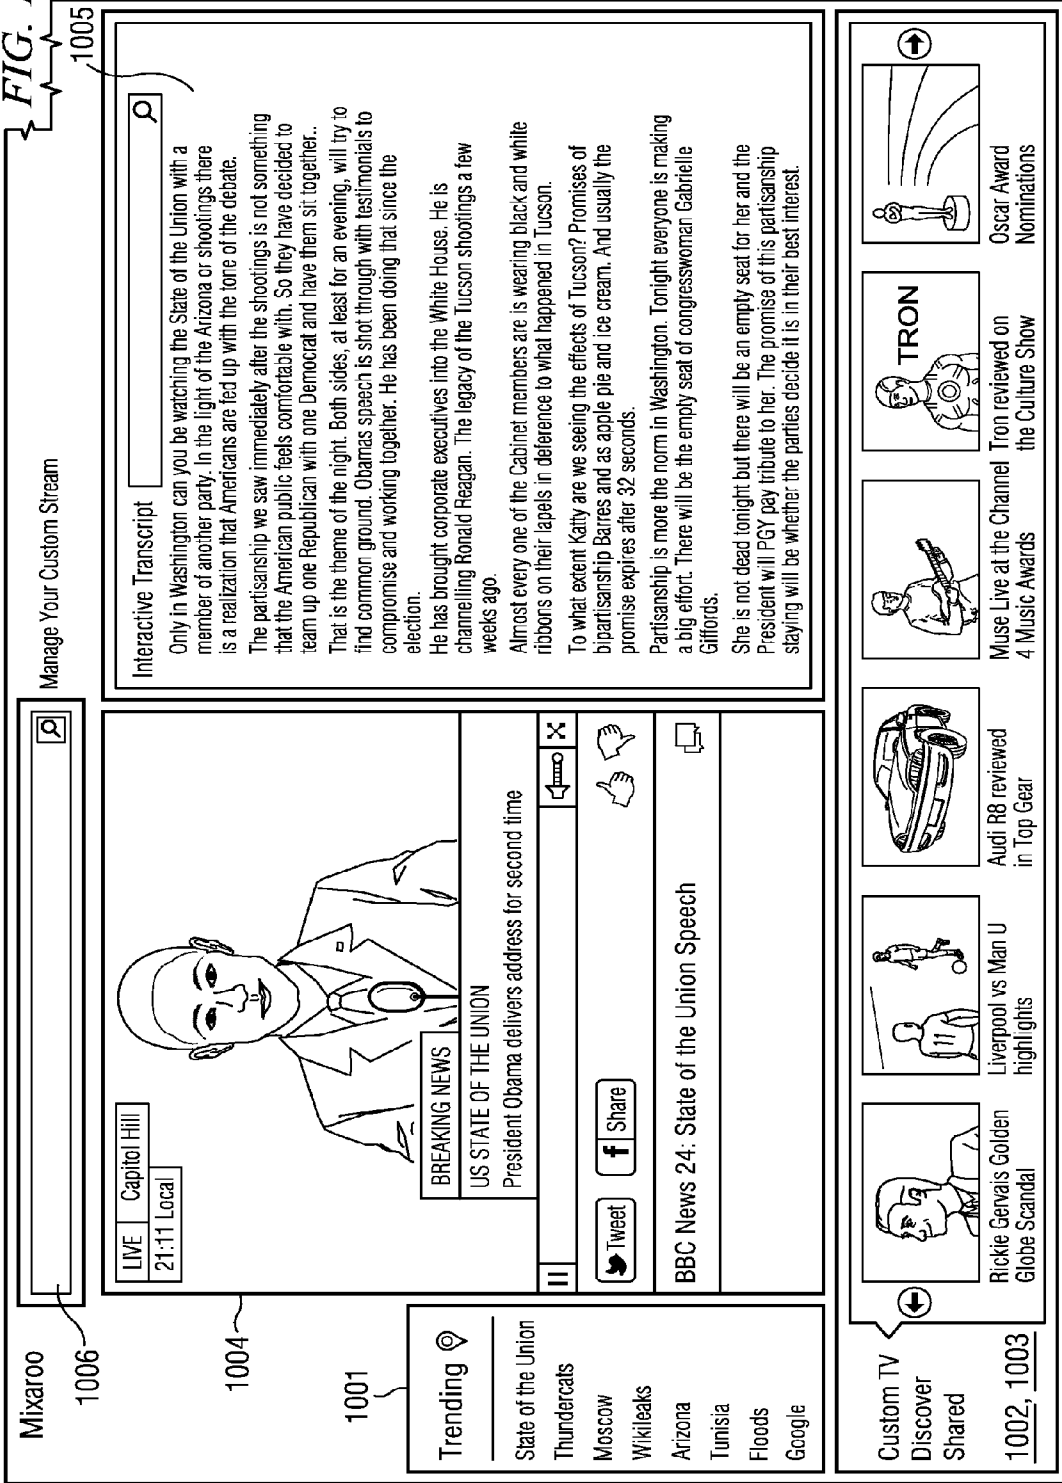 FIG.
Mixaroo
Manage Your Custom Stream
1006
1004
1001
1005
Trending
State of the Union
Thundercats
Moscow
Wikileaks
Arizona
Tunisia
Floods
Google
LIVE Capitol Hill
21:11 Local
BREAKING NEWS
US STATE OF THE UNION
President Obama delivers address for second time
Tweet
f Share
BBC News 24: State of the Union Speech
Interactive Transcript
Only in Washington can you be watching the State of the Union with a
member of another party. In the light of the Arizona or shootings there
is a realization that Americans are fed up with the tone of the debate.
The partisanship we saw immediately after the shootings is not something
that the American public feels comfortable with. So they have decided to
team up one Republican with one Democrat and have them sit together..
That is the theme of the night. Both sides, at least for an evening, will try to
find common ground. Obamas speech is shot through with testimonials to
compromise and working together. He has been doing that since the
election.
He has brought corporate executives into the White House. He is
channelling Ronald Reagan. The legacy of the Tucson shootings a few
weeks ago.
Almost every one of the Cabinet members are is wearing black and white
ribbons on their lapels in deference to what happened in Tucson.
To what extent Katty are we seeing the effects of Tucson? Promises of
bipartisanship Barres and as apple pie and ice cream. And usually the
promise expires after 32 seconds.
Partisanship is more the norm in Washington. Tonight everyone is making
a big effort. There will be the empty seat of congresswoman Gabrielle
Giffords.
She is not dead tonight but there will be an empty seat for her and the
President will PGY pay tribute to her. The promise of this partisanship
staying will be whether the parties decide it is in their best interest.
Custom TV
Discover
Shared
1002, 1003
Rickie Gervais Golden
Globe Scandal
11
Liverpool vs Man U
highlights
Audi R8 reviewed
in Top Gear
Muse Live at the Channel
4 Music Awards
TRON
Tron reviewed on
the Culture Show
Oscar Award
Nominations